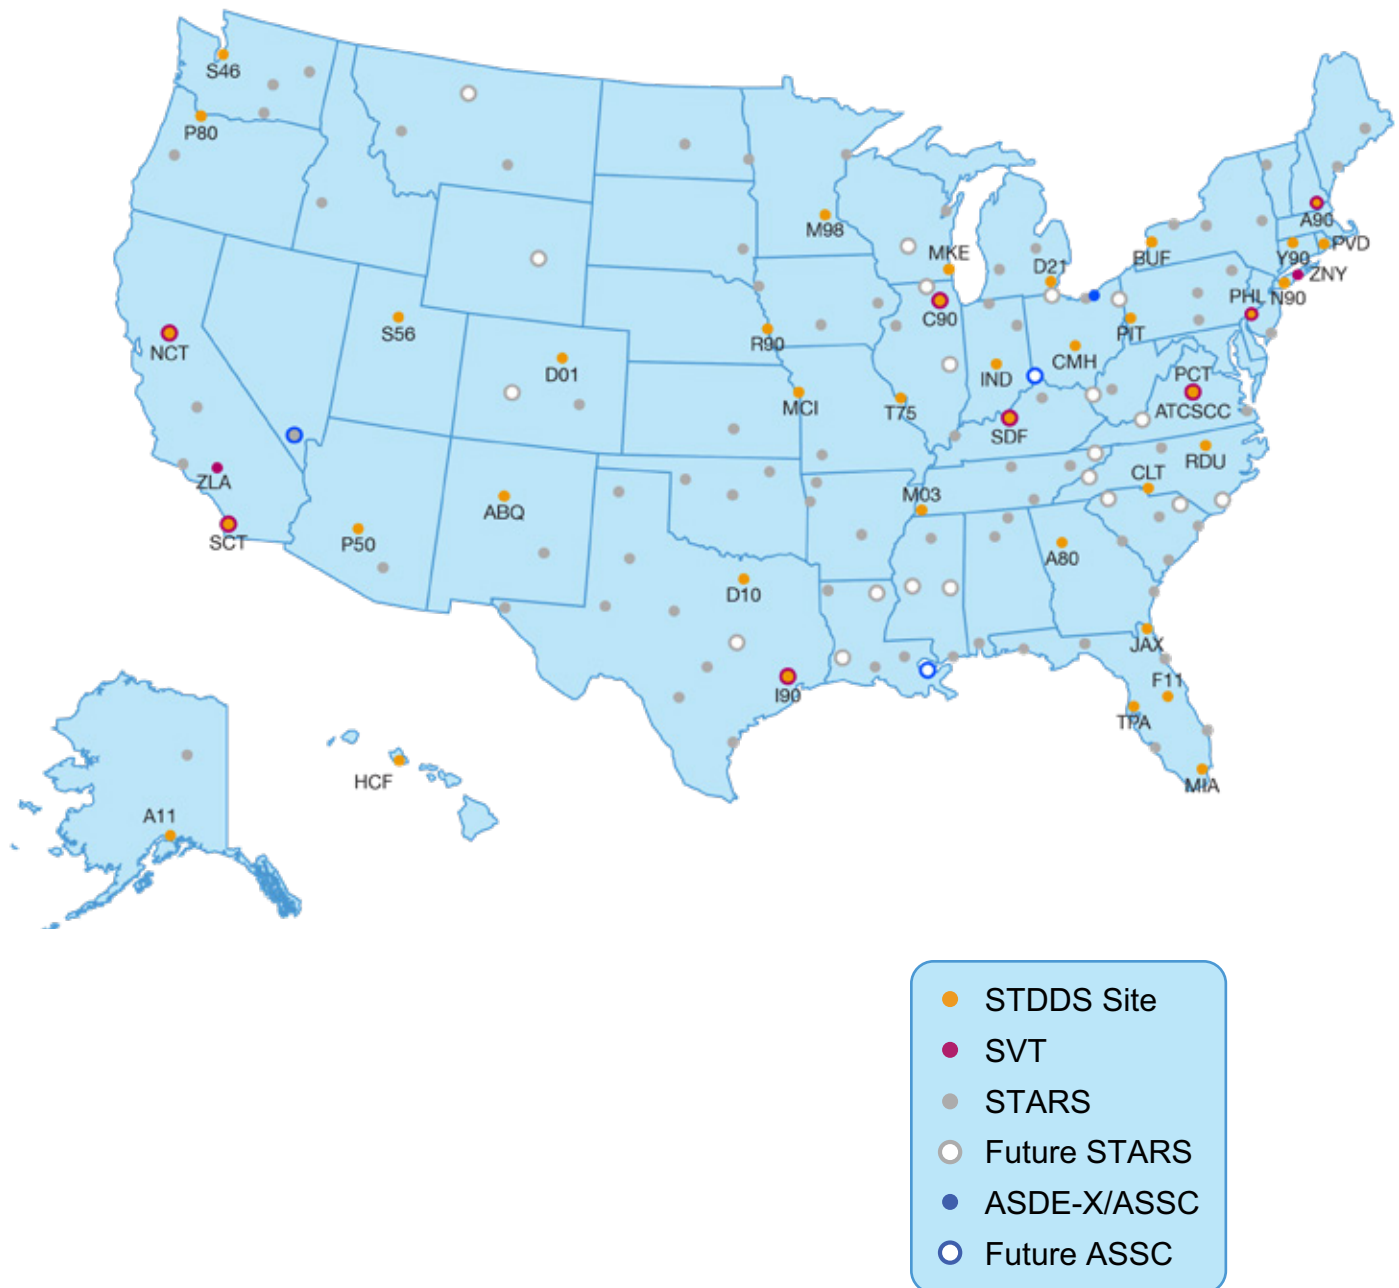 S46
P80
M98
MKE
D21
BUF
A90
Y90
PVD
ZNY
N90
PHL
C90
PIT
NCT
S56
R90
D01
CMH
IND
MCI
T75
SDF
PCT
ATCSCC
ZLA
ABQ
M03
CLT
RDU
SCT
P50
A80
D10
JAX
I90
F11
TPA
MIA
HCF
A11
STDDS Site
SVT
STARS
Future STARS
ASDE-X/ASSC
Future ASSC